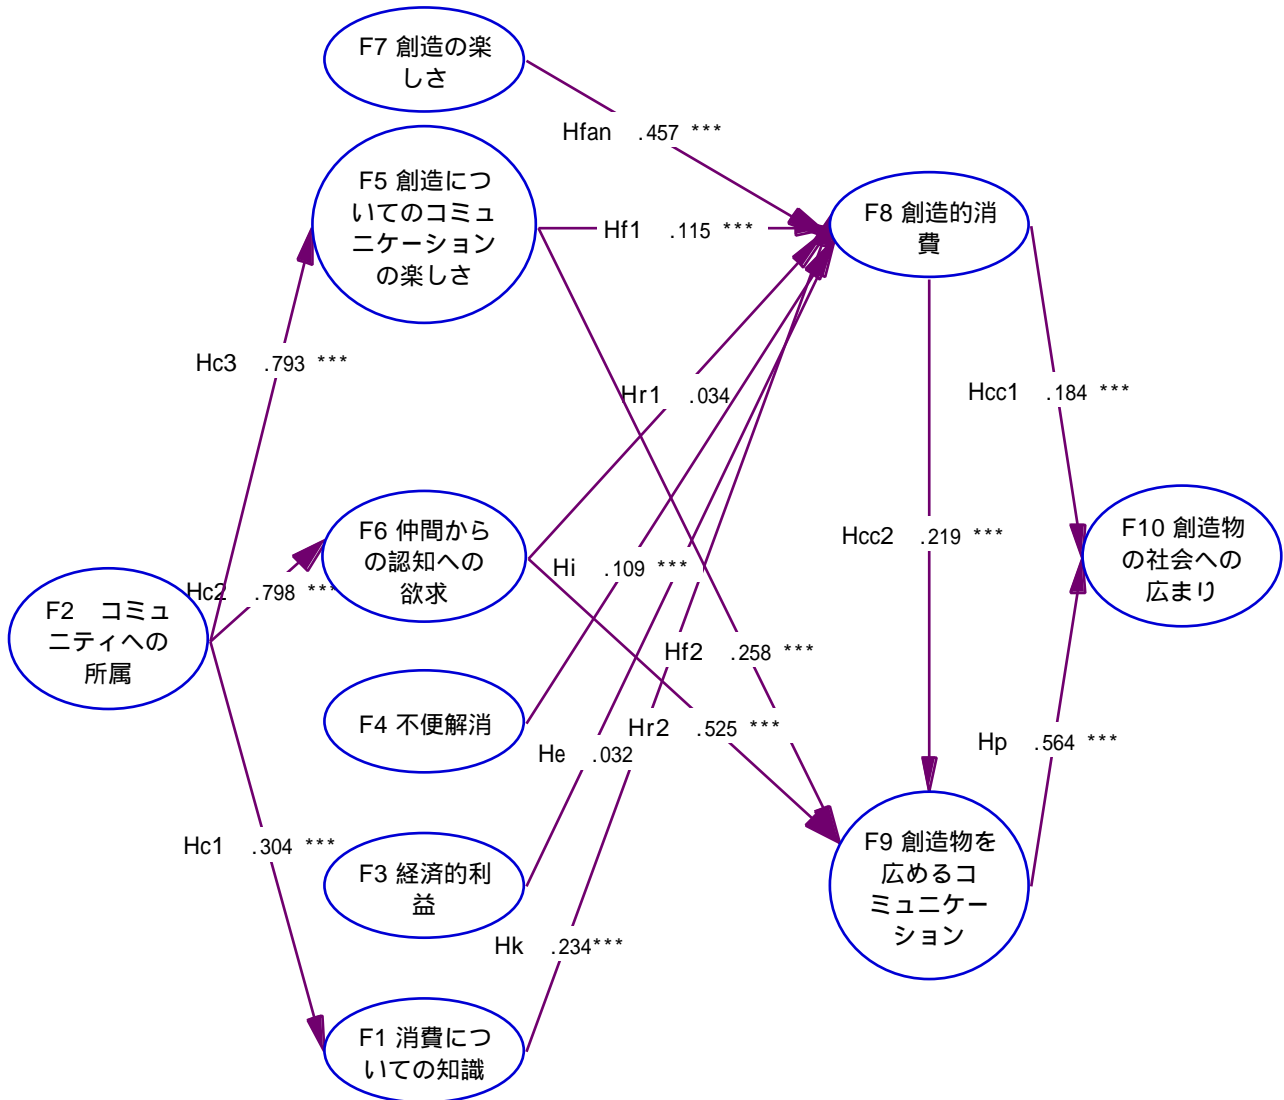 F7 創造の楽
しさ
Hfan .457 ***
F5 創造につ
いてのコミュ
ニケーション
の楽しさ
F8 創造的消
費
Hf1 .115 ***
Hc3 .793 ***
Hr1 .034
Hcc1 .184 ***
F6 仲間から
の認知への
欲求
F10 創造物
の社会への
広まり
Hcc2 .219 ***
Hi .109 ***
Hc2 .798 ***
F2 コミュ
ニティへの
所属
Hf2 .258 ***
F4 不便解消
Hr2 .525 ***
He .032
Hp .564 ***
Hc1 .304 ***
F3 経済的利
益
F9 創造物を
広めるコ
ミュニケー
ション
Hk .234***
F1 消費につ
いての知識